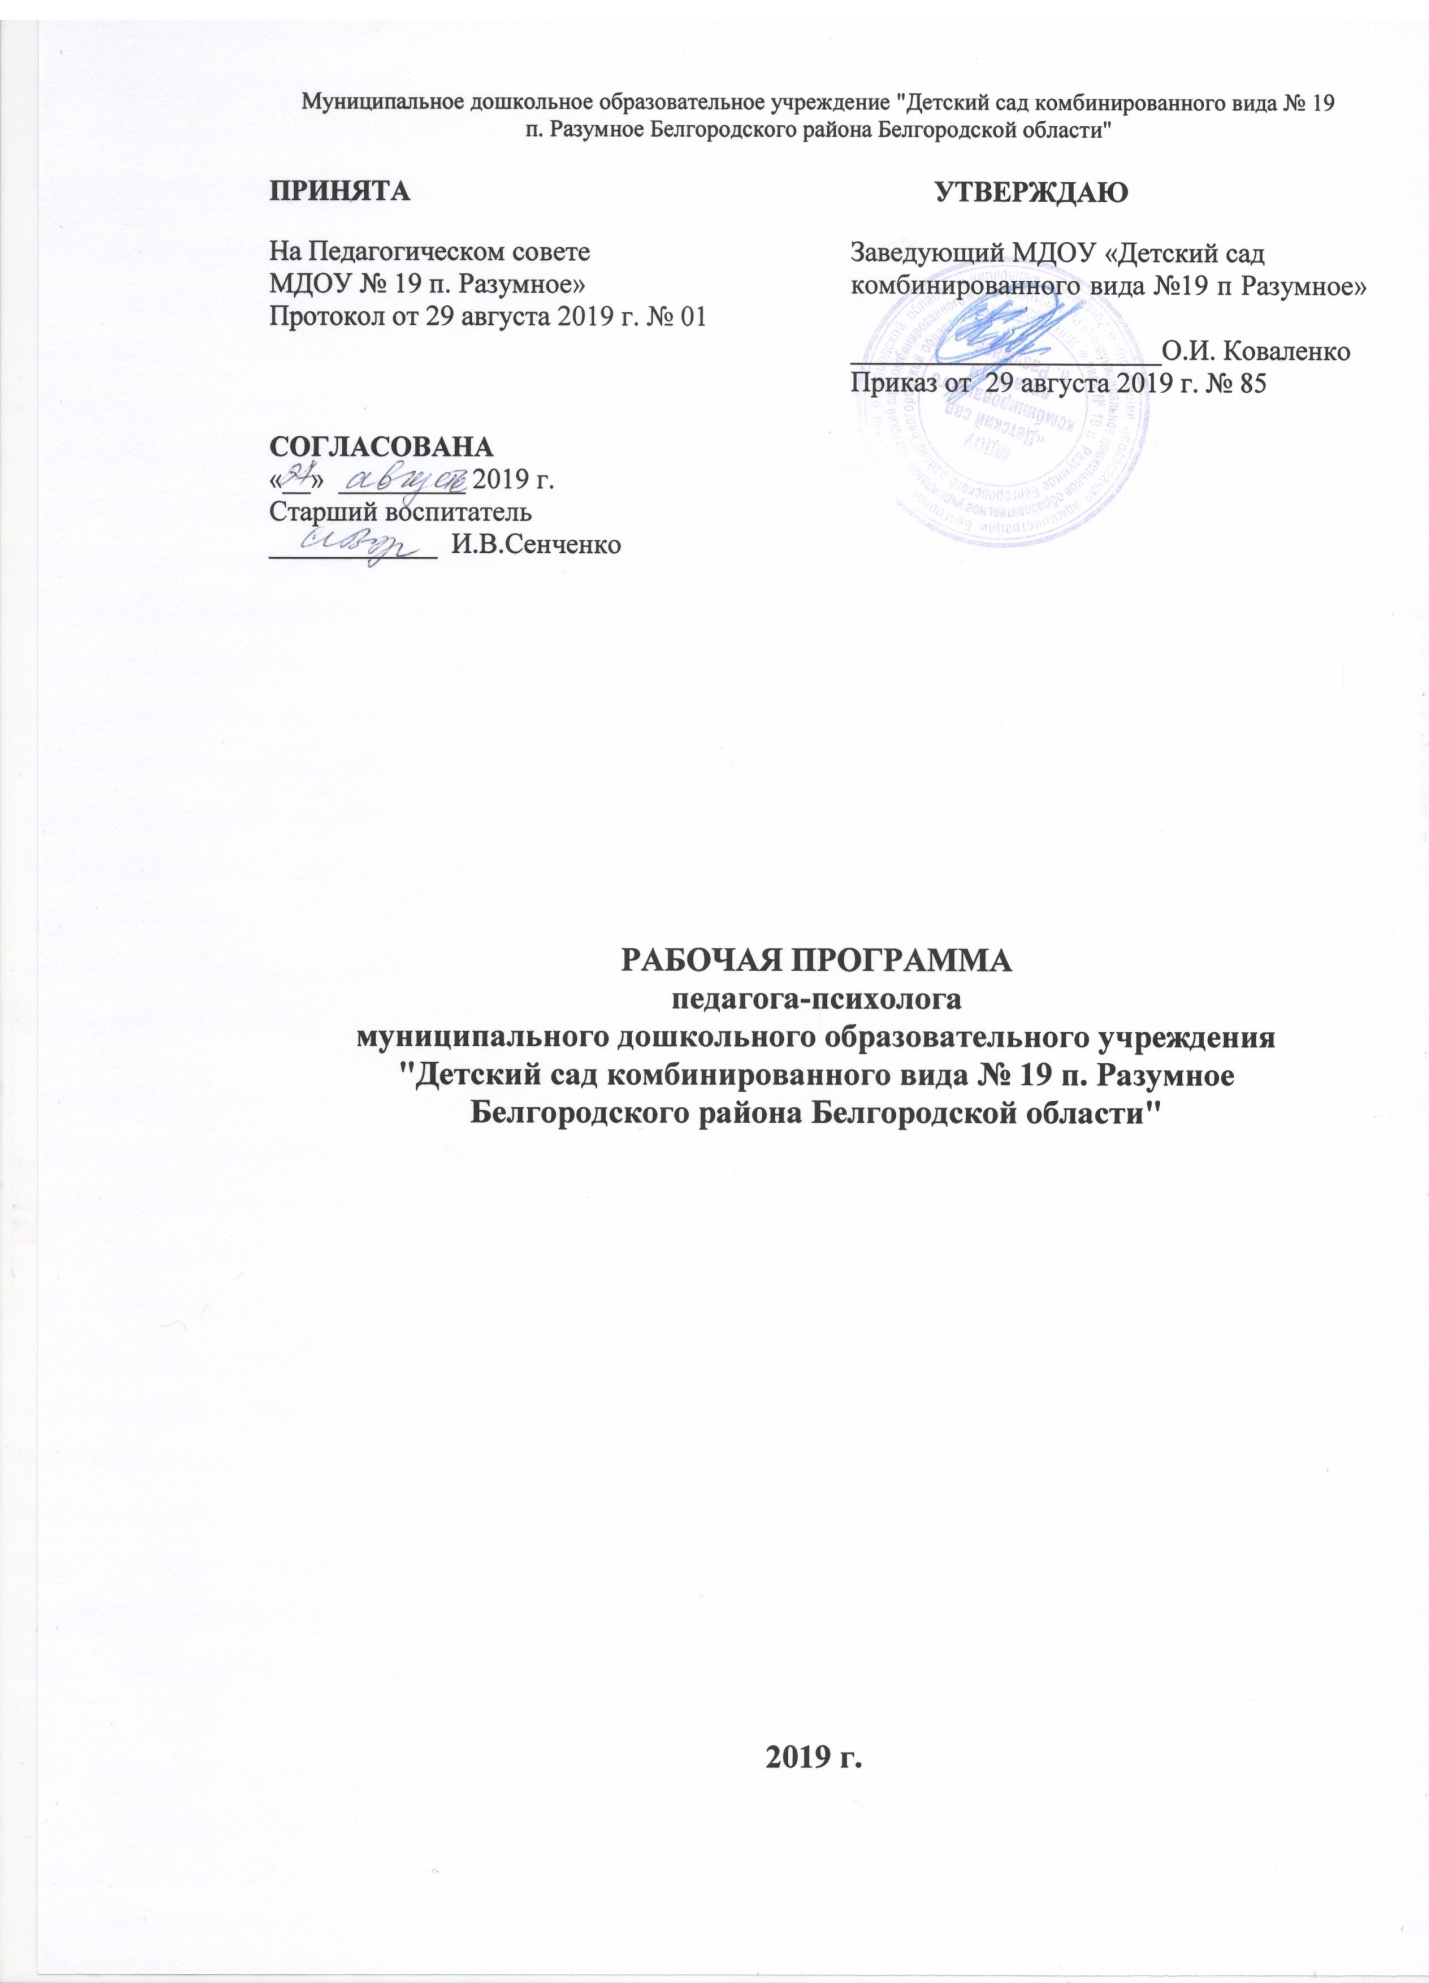 Муниципальное дошкольное образовательное учреждение "Детский сад комбинированного вида № 19
п. Разумное Белгородского района Белгородской области"
ПРИНЯТА
На Педагогическом совете
МДОУ № 19 п. Разумное»
Протокол от 29 августа 2019 г. № 01
УТВЕРЖДАЮ
Заведующий МДОУ «Детский сад
комбинированного вида №19 п Разумное»
О.И. Коваленко
Приказ от 29 августа 2019 г. № 85
СОГЛАСОВАНА
« » август 2019 г.
Старший воспитатель
И.В.Сенченко
РАБОЧАЯ ПРОГРАММА
педагога-психолога
муниципального дошкольного образовательного учреждения
"Детский сад комбинированного вида № 19 п. Разумное
Белгородского района Белгородской области"
2019 г.